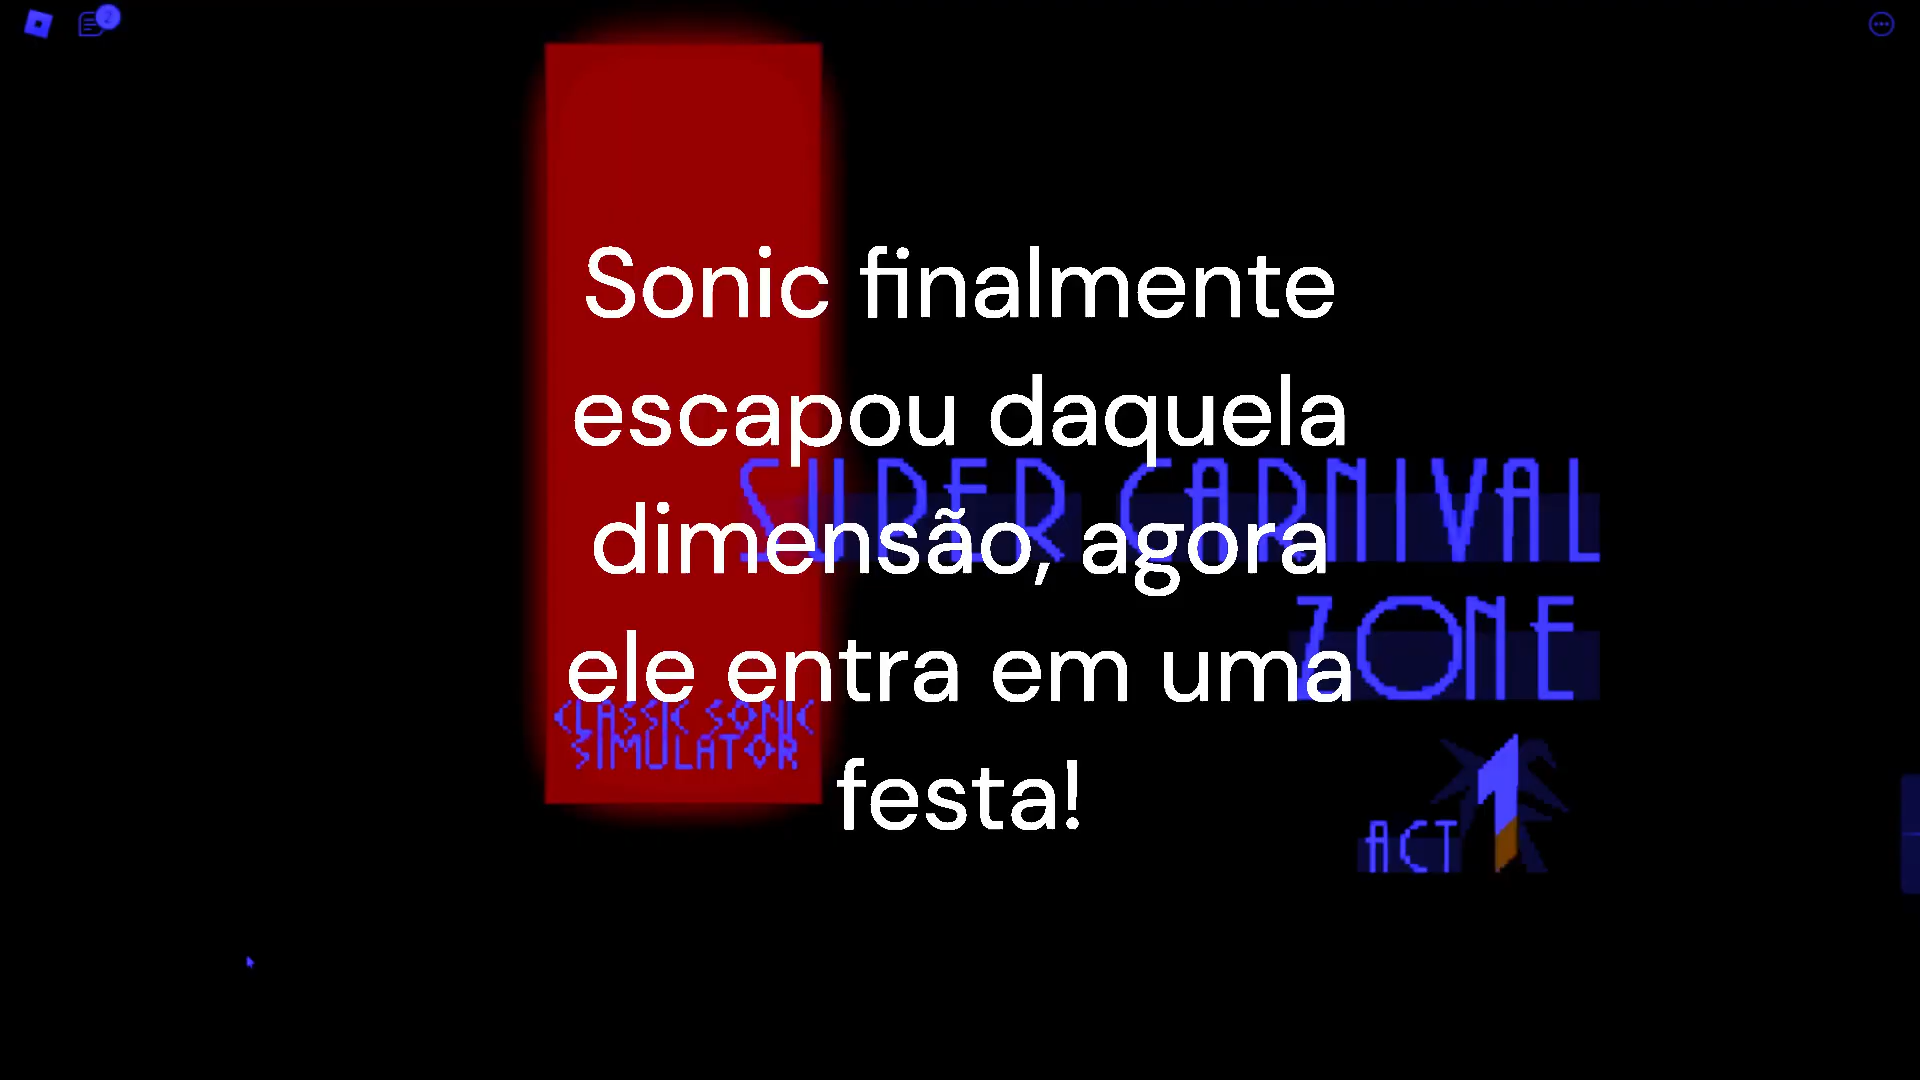 2
Sonic finalmente
escapou daquela
dimensão, agora
ele entra em uma
festa!
SUPER CARNIVAL
ZONE
CLASSIC SONIC
SIMULATOR
ACT 1